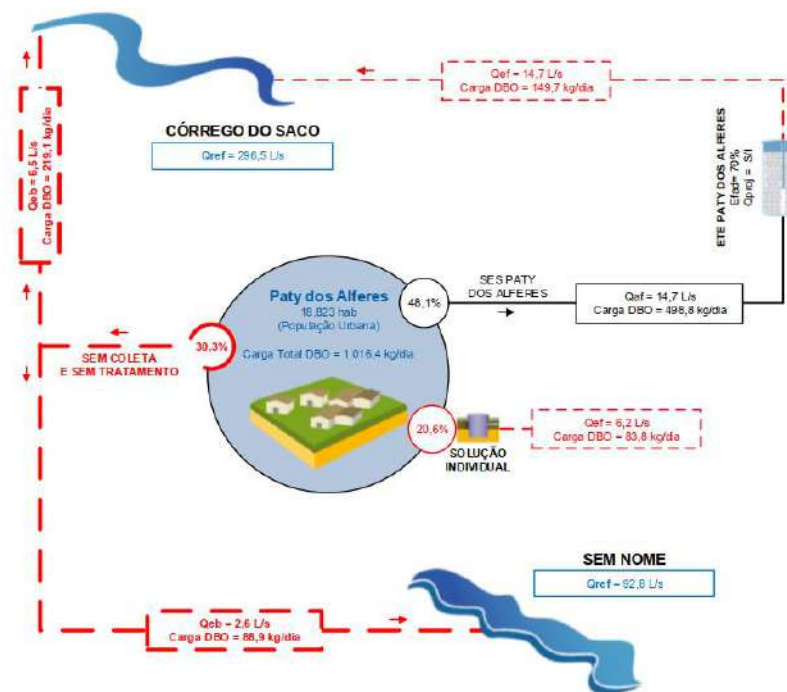 Qef = 14,7 L/s
Carga DBO = 149,7 kg/dia
CÓRREGO DO SACO
Qref = 296,5 L/s
Qeb = 6,5 L/s
Carga DBO = 219,1 kg/dia
ETE PATY DOS ALFERES
Efad= 70%
Qproj = S/I
Paty dos Alferes
18.823 hab
(População Urbana)
Carga Total DBO = 1.016,4 kg/dia
48,1%
SES PATY
DOS ALFERES
Qaf = 14,7 L/s
Carga DBO = 498,8 kg/dia
30,3%
SEM COLETA
E SEM TRATAMENTO
20,6%
SOLUÇÃO
INDIVIDUAL
Qef = 6,2 L/s
Carga DBO = 83,8 kg/dia
SEM NOME
Qref = 92,8 L/s
Qeb = 2,6 L/s
Carga DBO = 88,9 kg/dia